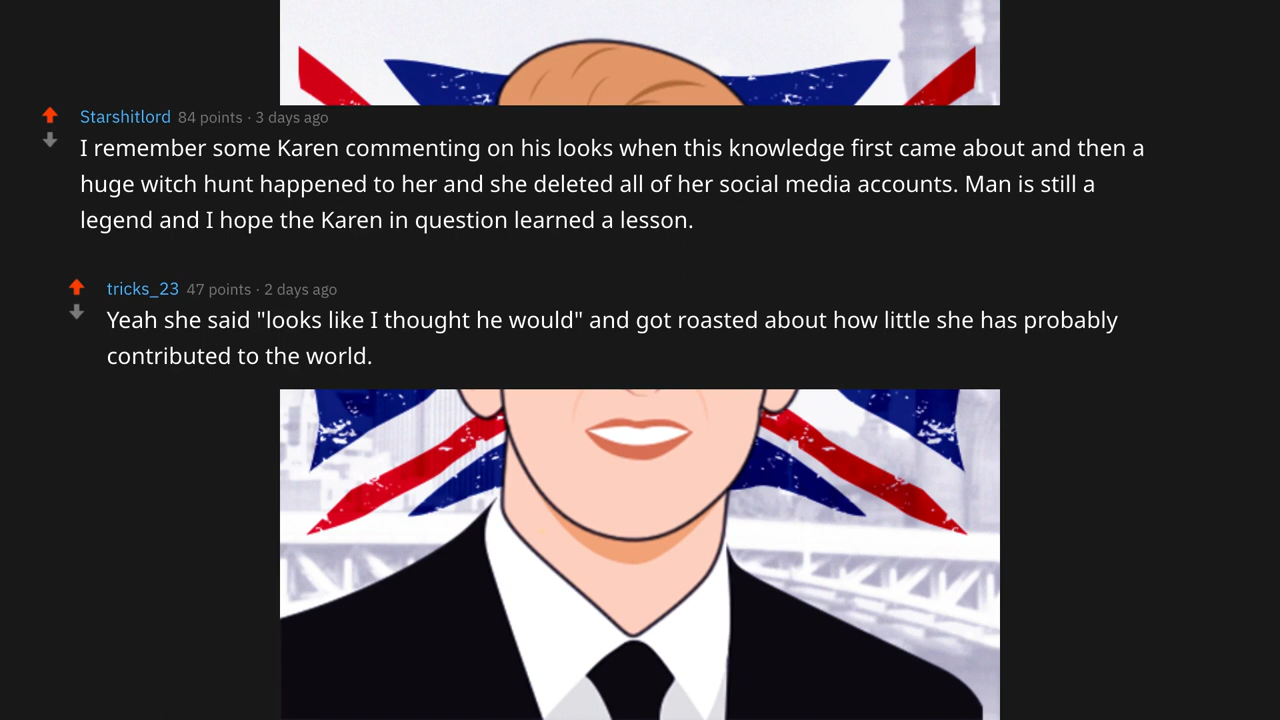 Starshitlord 84 points · 3 days ago
I remember some Karen commenting on his looks when this knowledge first came about and then a
huge witch hunt happened to her and she deleted all of her social media accounts. Man is still a
legend and I hope the Karen in question learned a lesson.
tricks_23 47 points · 2 days ago
Yeah she said "looks like I thought he would" and got roasted about how little she has probably
contributed to the world.